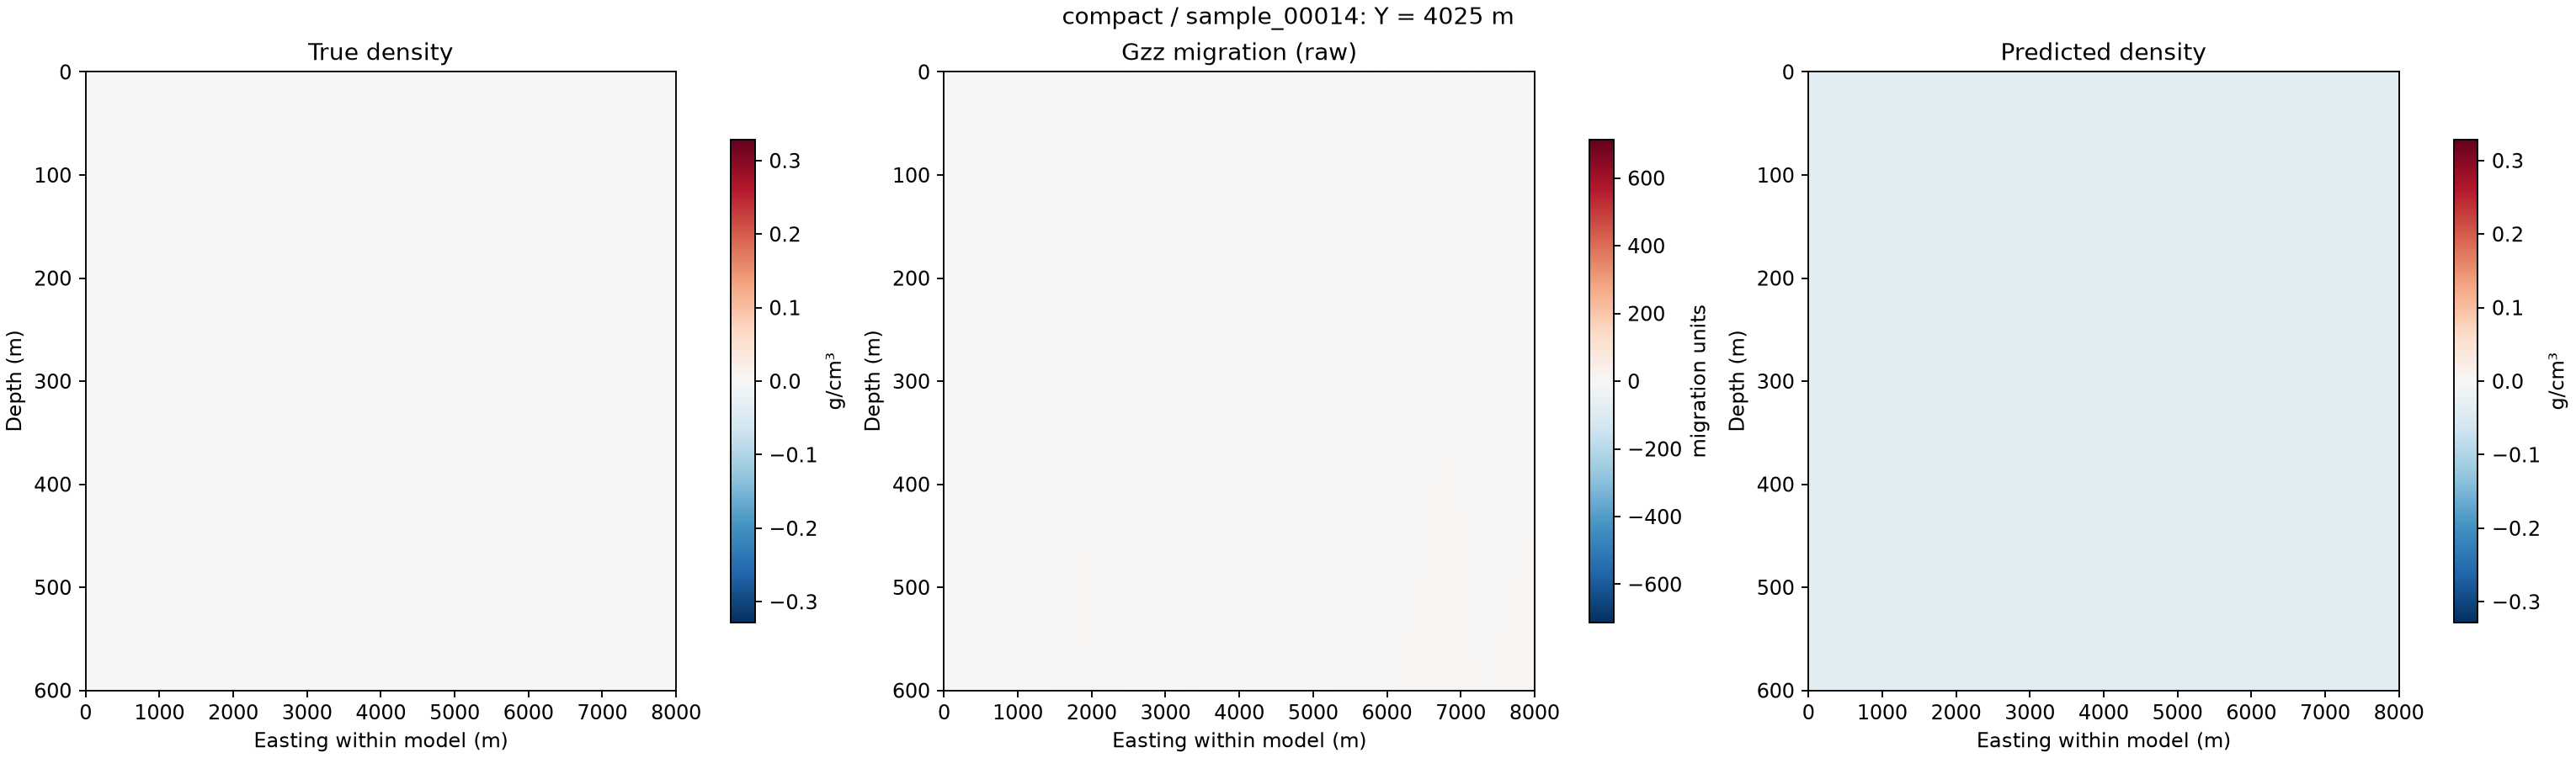 compact / sample_00014: Y = 4025 m
True density
0
100
200
300
400
500
600
Depth (m)
0 1000 2000 3000 4000 5000 6000 7000 8000
Easting within model (m)
0.3
0.2
0.1
0.0
−0.1
−0.2
−0.3
g/cm³
Gzz migration (raw)
0
100
200
300
400
500
600
Depth (m)
0 1000 2000 3000 4000 5000 6000 7000 8000
Easting within model (m)
600
400
200
0
−200
−400
−600
migration units
Predicted density
0
100
200
300
400
500
600
Depth (m)
0 1000 2000 3000 4000 5000 6000 7000 8000
Easting within model (m)
0.3
0.2
0.1
0.0
−0.1
−0.2
−0.3
g/cm³